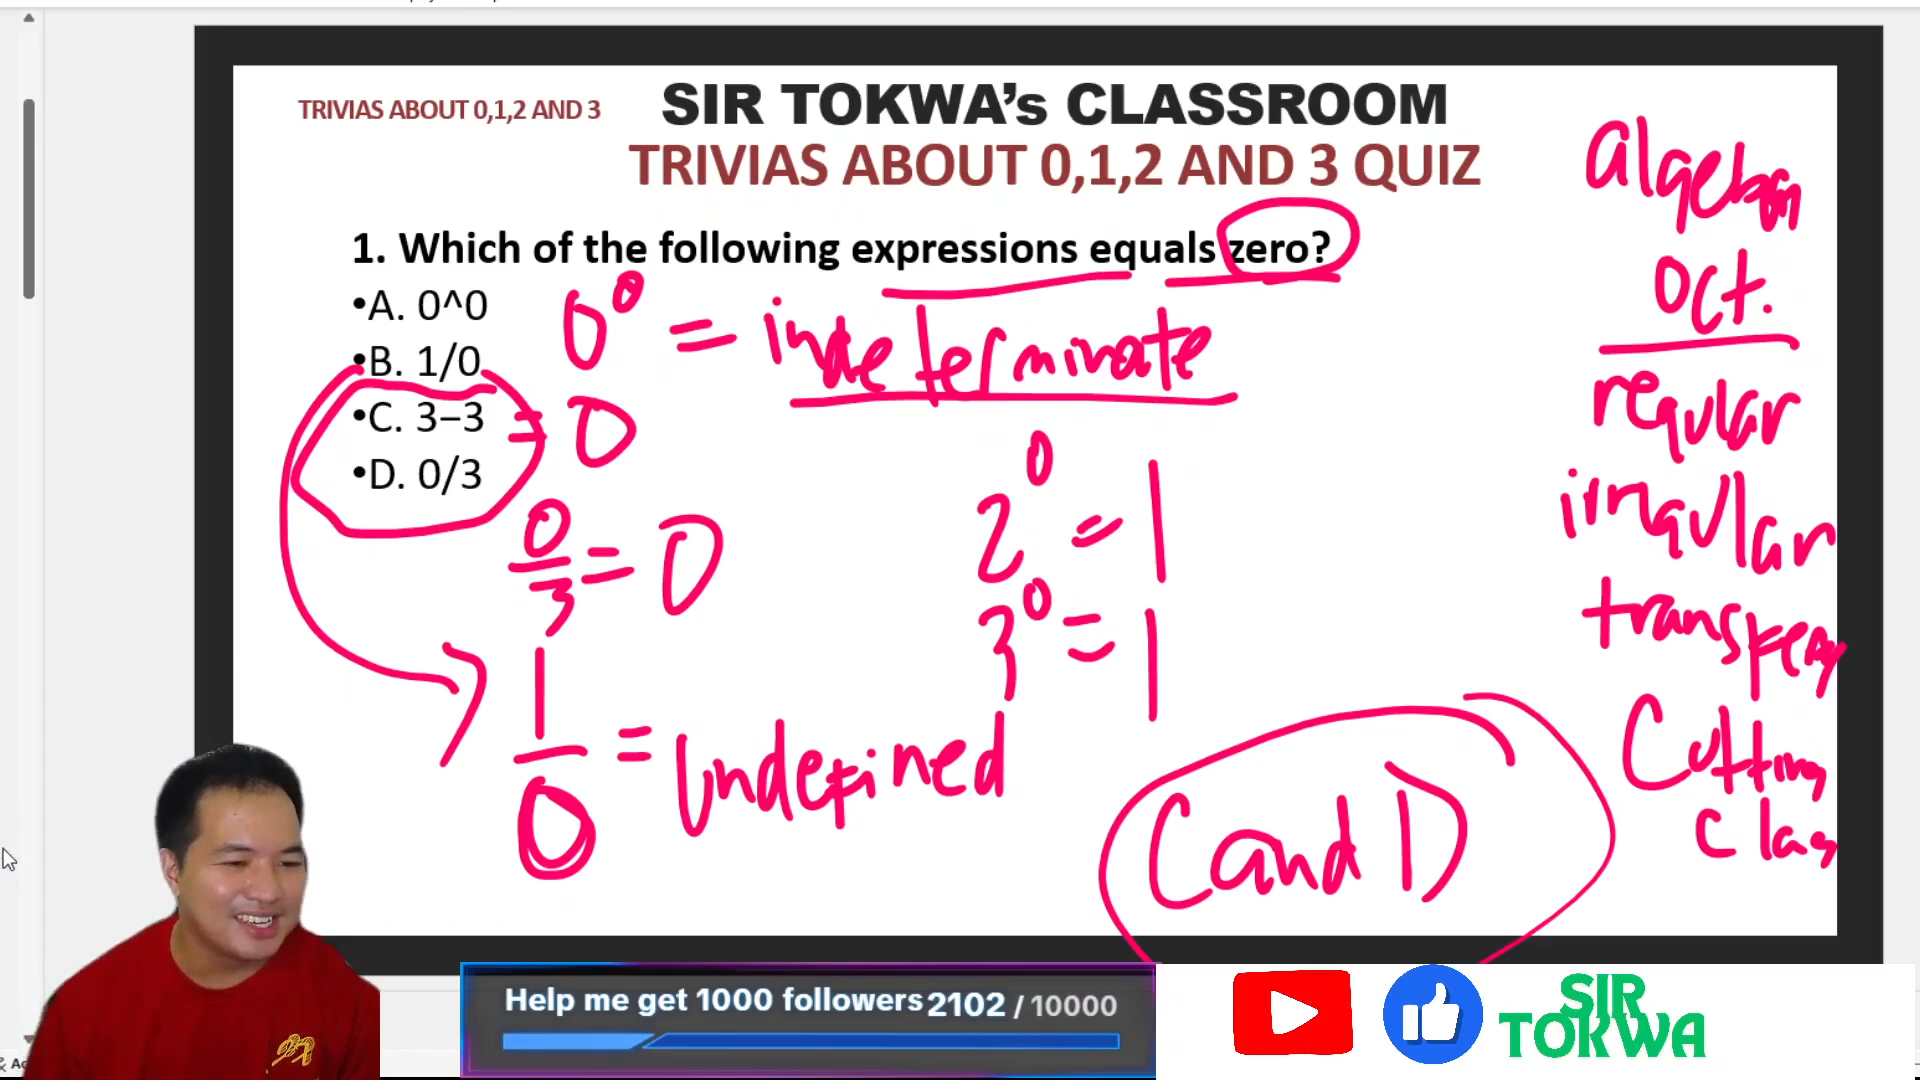 TRIVIAS ABOUT 0,1,2 AND 3
SIR TOKWA's CLASSROOM
TRIVIAS ABOUT 0,1,2 AND 3 QUIZ
1. Which of the following expressions equals zero?
•A. 0^0
•B. 1/0
•C. 3–3
•D. 0/3
0⁰ = indeterminate
= 0
0/3 = 0
1/0 = Undefined
2⁰ = 1
3⁰ = 1
C and D
algebra
Oct.
regular
irregular
Cutting
Clas
Help me get 1000 followers 2102 / 10000
SIR
TOKWA